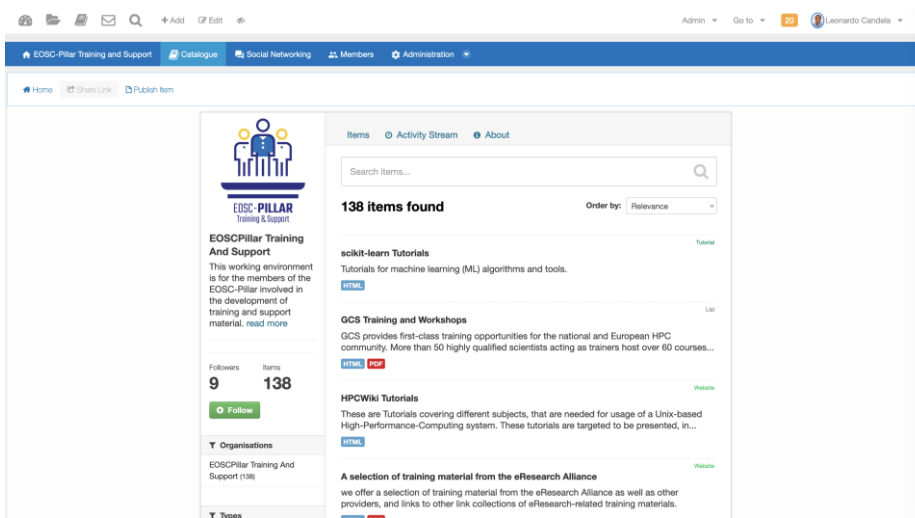 +Add Edit Admin Go to 20 Leonardo Candela
EOSC-Pillar Training and Support Catalogue Social Networking Members Administration
Home Share Link Publish Item
Items Activity Stream About
Search items...
138 items found Order by: Relevance
EOSC-PILLAR
Training & Support
EOSCPillar Training
And Support
This working environment
is for the members of the
EOSC-Pillar involved in
the development of
training and support
material. read more
Followers Items
9 138
Follow
Organisations
EOSCPillar Training And
Support (138)
Types
Tutorial
scikit-learn Tutorials
Tutorials for machine learning (ML) algorithms and tools.
HTML
List
GCS Training and Workshops
GCS provides first-class training opportunities for the national and European HPC
community. More than 50 highly qualified scientists acting as trainers host over 60 courses...
HTML PDF
Website
HPCWiki Tutorials
These are Tutorials covering different subjects, that are needed for usage of a Unix-based
High-Performance-Computing system. These tutorials are targeted to be presented, in...
HTML
Website
A selection of training material from the eResearch Alliance
we offer a selection of training material from the eResearch Alliance as well as other
providers, and links to other link collections of eResearch-related training materials.